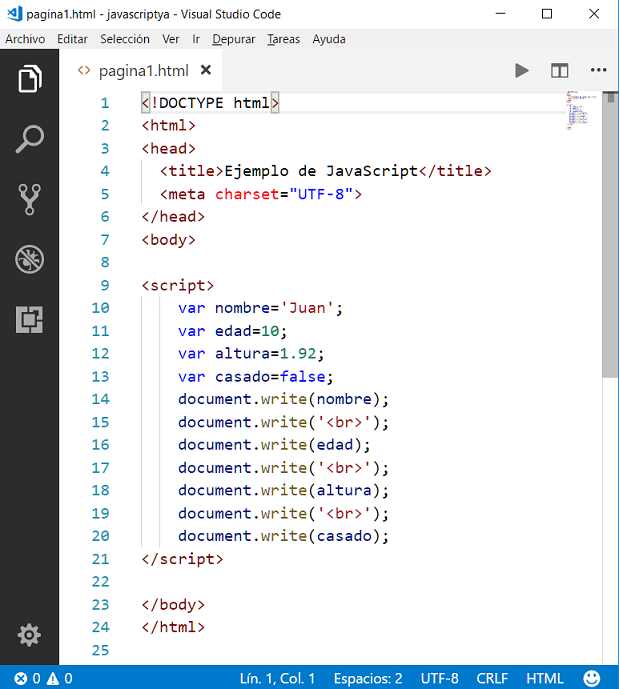 pagina1.html - javascriptya - Visual Studio Code
Archivo Editar Selección Ver Ir Depurar Tareas Ayuda
<> pagina1.html ×
1 <!DOCTYPE html>
2 <html>
3 <head>
4   <title>Ejemplo de JavaScript</title>
5   <meta charset="UTF-8">
6 </head>
7 <body>
8
9 <script>
10     var nombre='Juan';
11     var edad=10;
12     var altura=1.92;
13     var casado=false;
14     document.write(nombre);
15     document.write('<br>');
16     document.write(edad);
17     document.write('<br>');
18     document.write(altura);
19     document.write('<br>');
20     document.write(casado);
21 </script>
22
23 </body>
24 </html>
25
0 0 Lín. 1, Col. 1 Espacios: 2 UTF-8 CRLF HTML